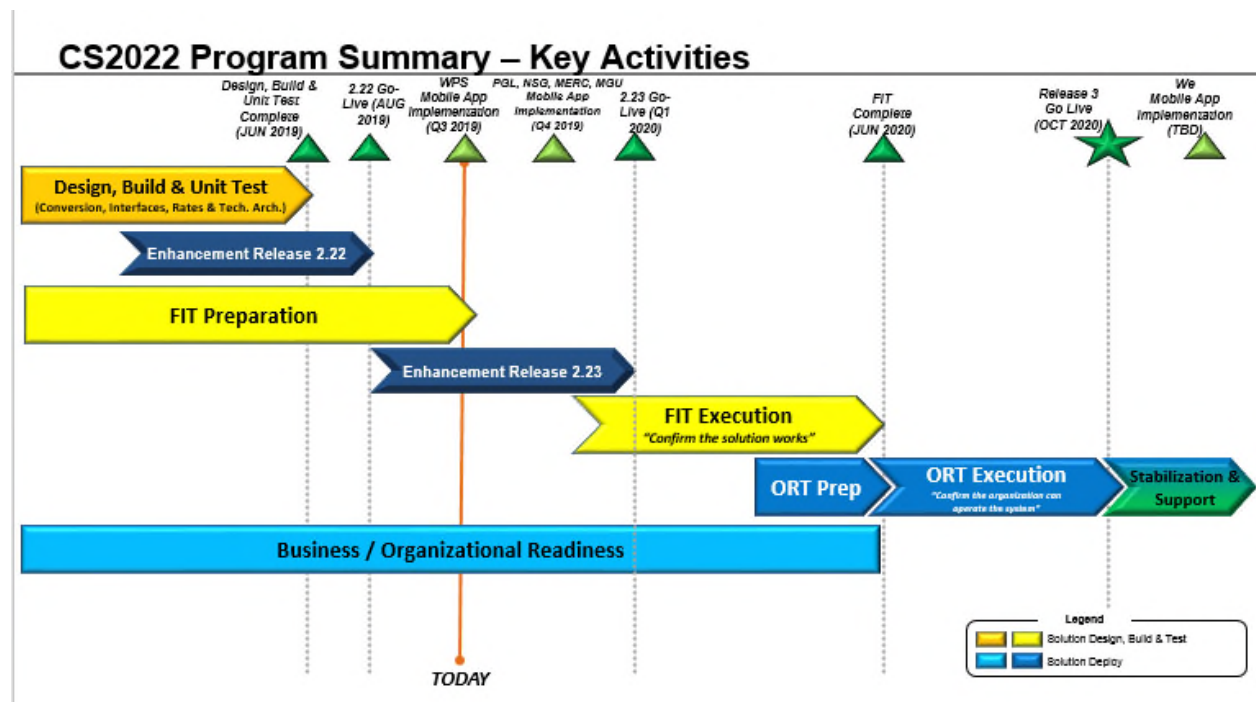 CS2022 Program Summary – Key Activities
Design, Build &
Unit Test
Complete
(JUN 2019)
2.22 Go-
Live (AUG
2019)
WPS
Mobile App
Implementation
(Q3 2019)
PGL, NSG, MERC, MGU
Mobile App
Implementation
(Q4 2019)
2.23 Go-
Live (Q1
2020)
FIT
Complete
(JUN 2020)
Release 3
Go Live
(OCT 2020)
We
Mobile App
Implementation
(TBD)
Design, Build & Unit Test
(Conversion, Interfaces, Rates & Tech. Arch.)
Enhancement Release 2.22
FIT Preparation
Enhancement Release 2.23
FIT Execution
"Confirm the solution works"
ORT Prep
ORT Execution
"Confirm the organization can
operate the system"
Stabilization &
Support
Business / Organizational Readiness
Legend
Solution Design, Build & Test
Solution Deploy
TODAY